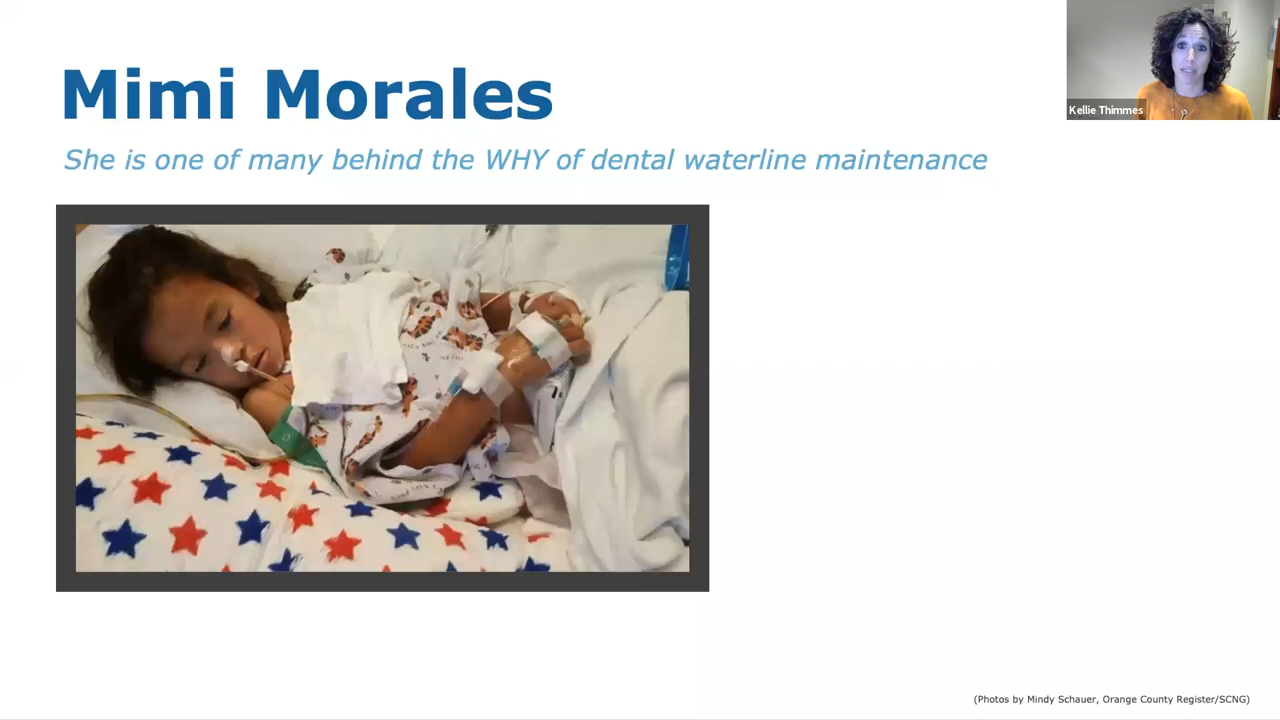 Mimi Morales
She is one of many behind the WHY of dental waterline maintenance
Kellie Thimmes
(Photos by Mindy Schauer, Orange County Register/SCNG)